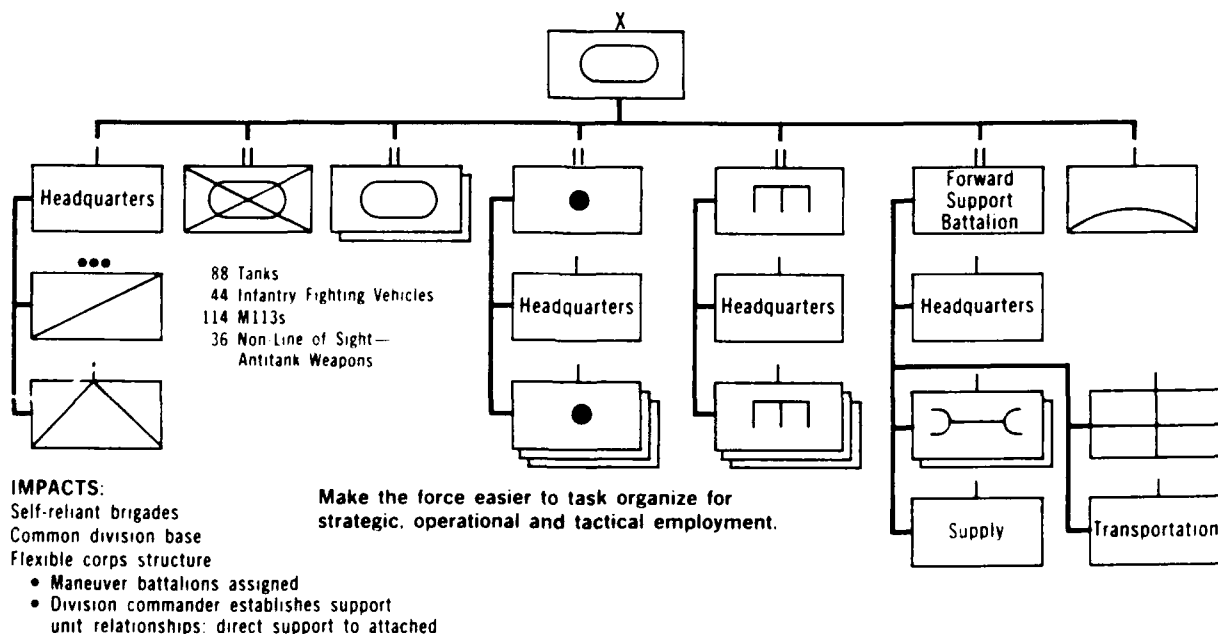 X
Headquarters
Forward
Support
Battalion
88 Tanks
44 Infantry Fighting Vehicles
114 M113s
36 Non-Line of Sight—
Antitank Weapons
Headquarters
Headquarters
Headquarters
Supply
Transportation
IMPACTS:
Self-reliant brigades
Common division base
Flexible corps structure
• Maneuver battalions assigned
• Division commander establishes support
unit relationships: direct support to attached
Make the force easier to task organize for
strategic, operational and tactical employment.